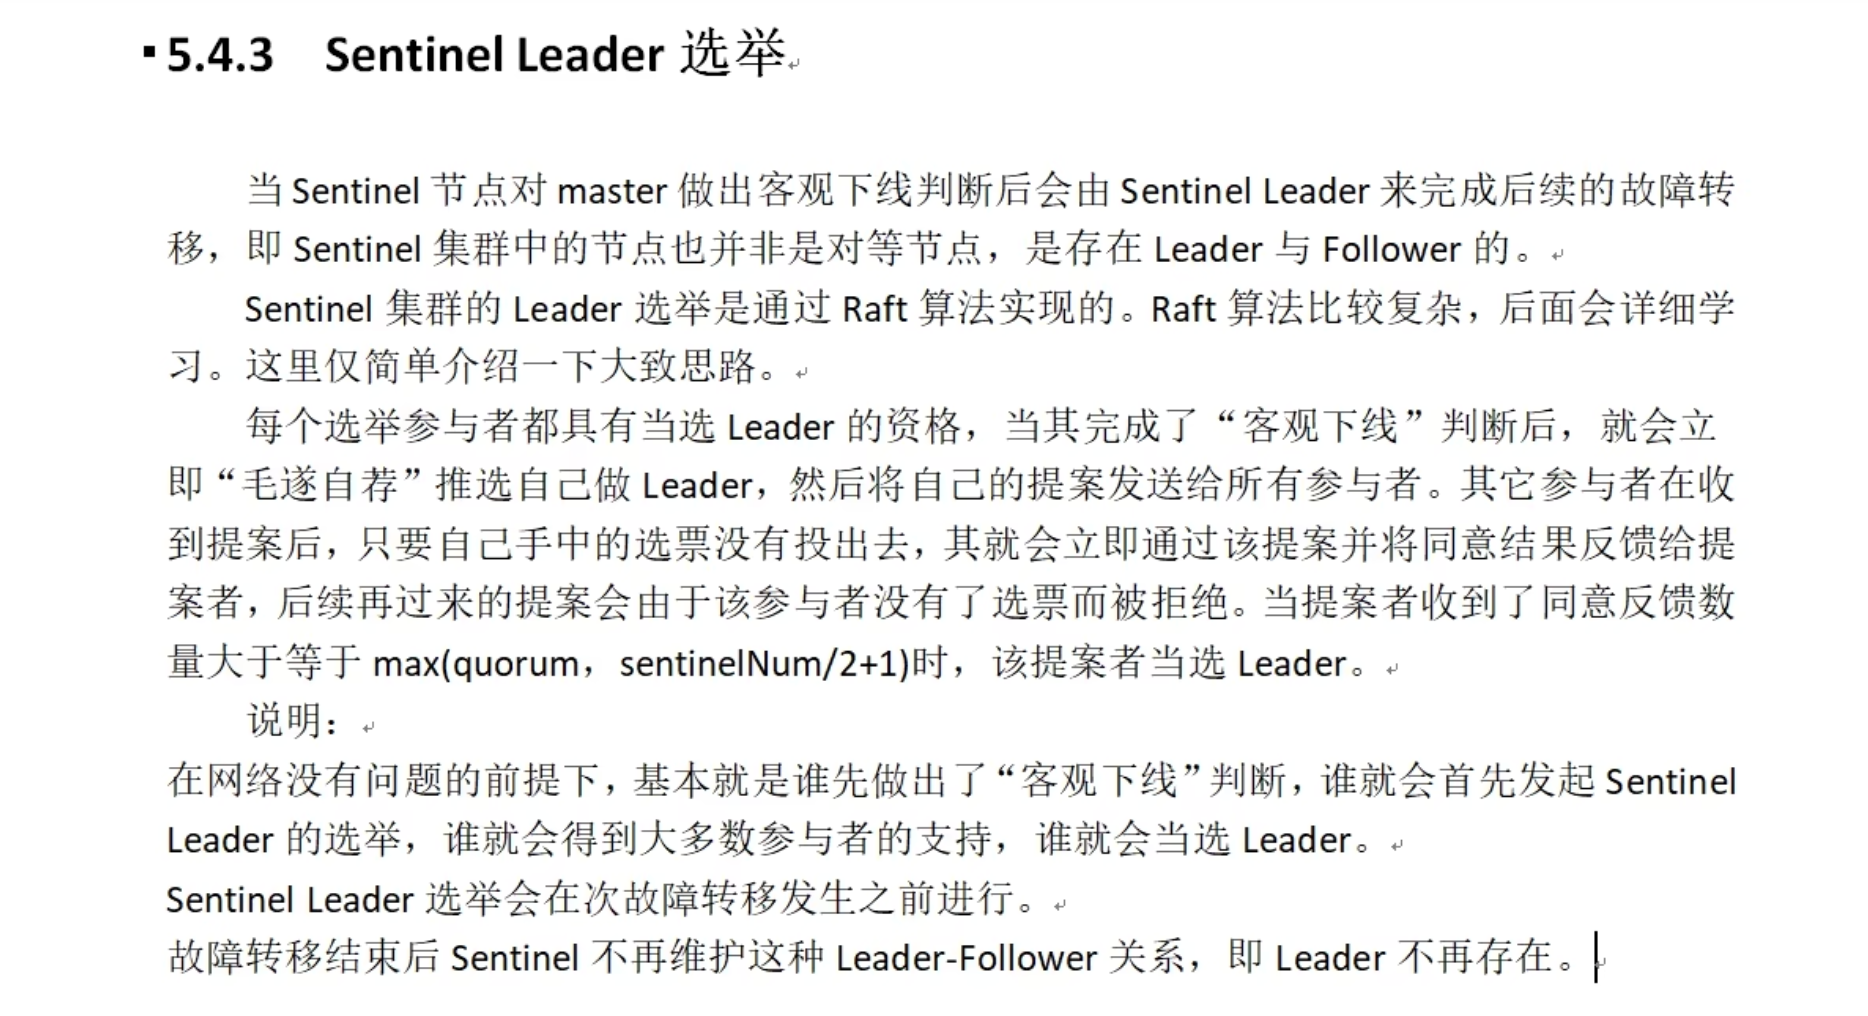 5.4.3 Sentinel Leader 选举
当 Sentinel 节点对 master 做出客观下线判断后会由 Sentinel Leader 来完成后续的故障转
移，即 Sentinel 集群中的节点也并非是对等节点，是存在 Leader 与 Follower 的。
Sentinel 集群的 Leader 选举是通过 Raft 算法实现的。Raft 算法比较复杂，后面会详细学
习。这里仅简单介绍一下大致思路。
每个选举参与者都具有当选 Leader 的资格，当其完成了“客观下线”判断后，就会立
即“毛遂自荐”推选自己做 Leader，然后将自己的提案发送给所有参与者。其它参与者在收
到提案后，只要自己手中的选票没有投出去，其就会立即通过该提案并将同意结果反馈给提
案者，后续再过来的提案会由于该参与者没有了选票而被拒绝。当提案者收到了同意反馈数
量大于等于 max(quorum，sentinelNum/2+1)时，该提案者当选 Leader。
说明：
在网络没有问题的前提下，基本就是谁先做出了“客观下线”判断，谁就会首先发起 Sentinel
Leader 的选举，谁就会得到大多数参与者的支持，谁就会当选 Leader。
Sentinel Leader 选举会在次故障转移发生之前进行。
故障转移结束后 Sentinel 不再维护这种 Leader-Follower 关系，即 Leader 不再存在。